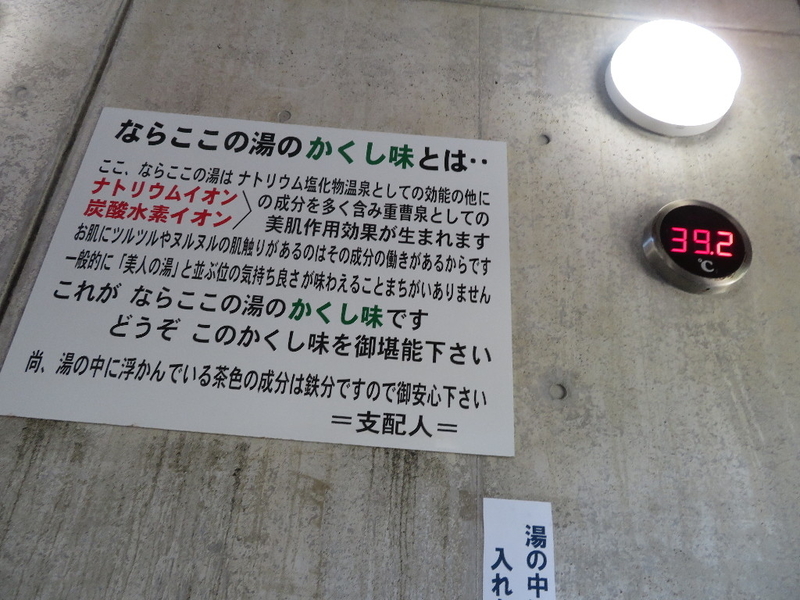 ならここの湯のかくし味とは‥
ここ、ならここの湯は ナトリウム塩化物温泉としての効能の他に
ナトリウムイオン
炭酸水素イオン
の成分を多く含み重曹泉としての
美肌作用効果が生まれます
お肌にツルツルやヌルヌルの肌触りがあるのはその成分の働きがあるからです
一般的に「美人の湯」と並ぶ位の気持ち良さが味わえることまちがいありません
これが ならここの湯のかくし味です
どうぞ このかくし味を御堪能下さい
尚、湯の中に浮かんでいる茶色の成分は鉄分ですので御安心下さい
＝支配人＝
39.2
℃
湯の中
入れ